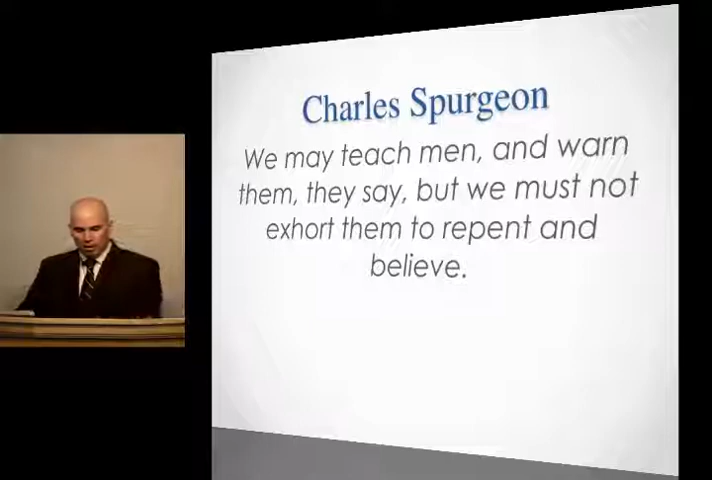 Charles Spurgeon
We may teach men, and warn
them, they say, but we must not
exhort them to repent and
believe.